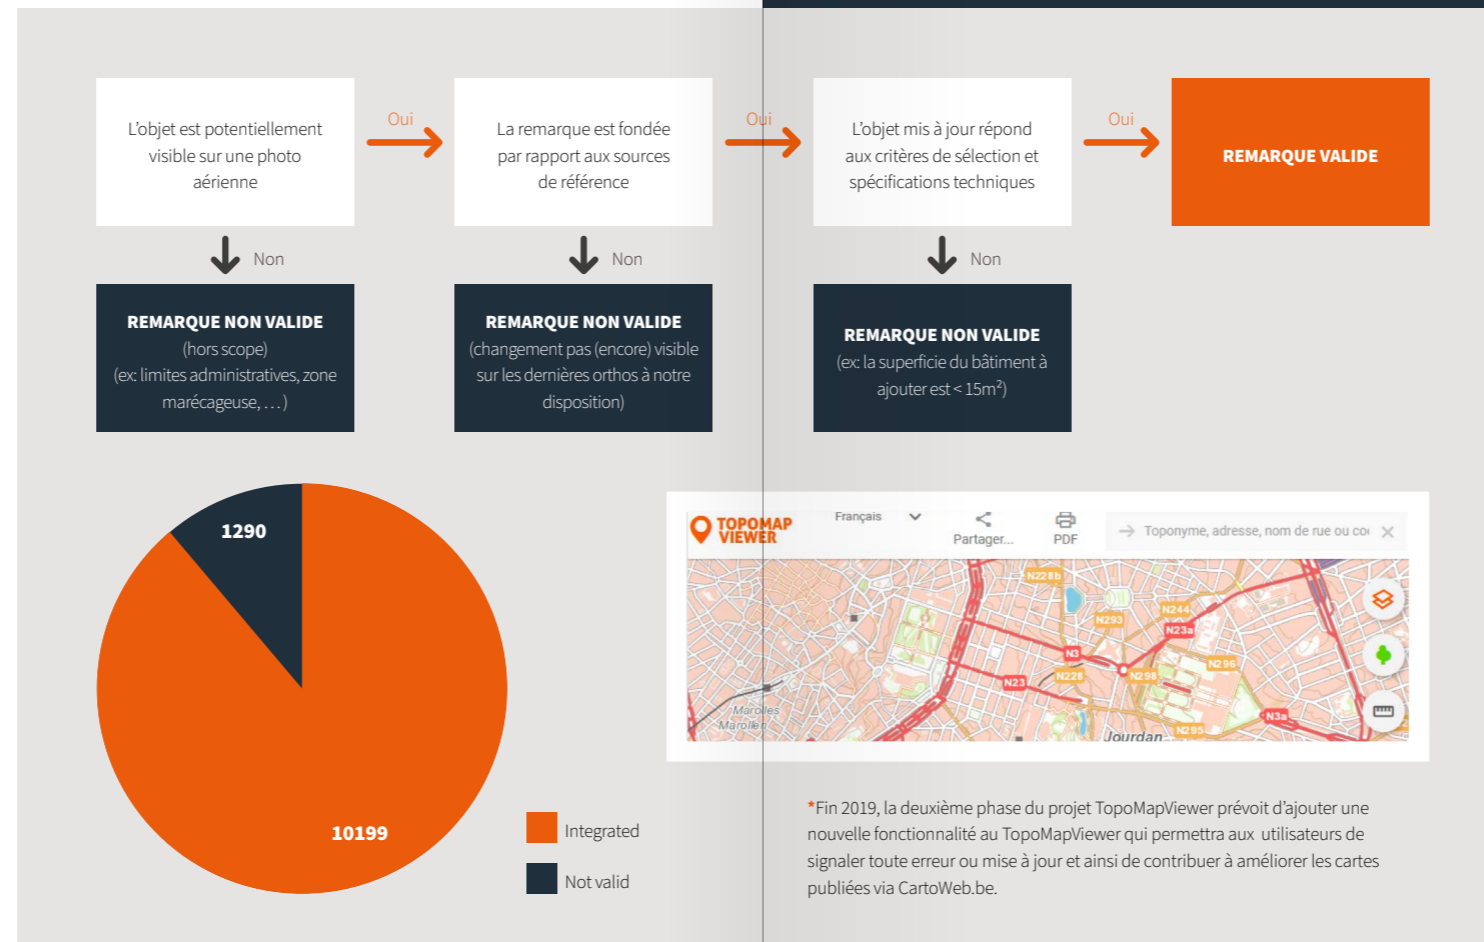 L'objet est potentiellement
visible sur une photo
aérienne
Oui
La remarque est fondée
par rapport aux sources
de référence
Oui
L'objet mis à jour répond
aux critères de sélection et
spécifications techniques
Oui
REMARQUE VALIDE
Non
Non
Non
REMARQUE NON VALIDE
(hors scope)
(ex: limites administratives, zone
marécageuse, …)
REMARQUE NON VALIDE
(changement pas (encore) visible
sur les dernières orthos à notre
disposition)
REMARQUE NON VALIDE
(ex: la superficie du bâtiment à
ajouter est < 15m²)
1290
10199
Integrated
Not valid
TOPOMAP
VIEWER
Français
Partager...
PDF
Toponyme, adresse, nom de rue ou
N228b
N293
N244
N23a
N3
N296
N23
N228
N298
Marolles
Marollen
N3a
N295
Jourdan
*Fin 2019, la deuxième phase du projet TopoMapViewer prévoit d'ajouter une
nouvelle fonctionnalité au TopoMapViewer qui permettra aux utilisateurs de
signaler toute erreur ou mise à jour et ainsi de contribuer à améliorer les cartes
publiées via CartoWeb.be.